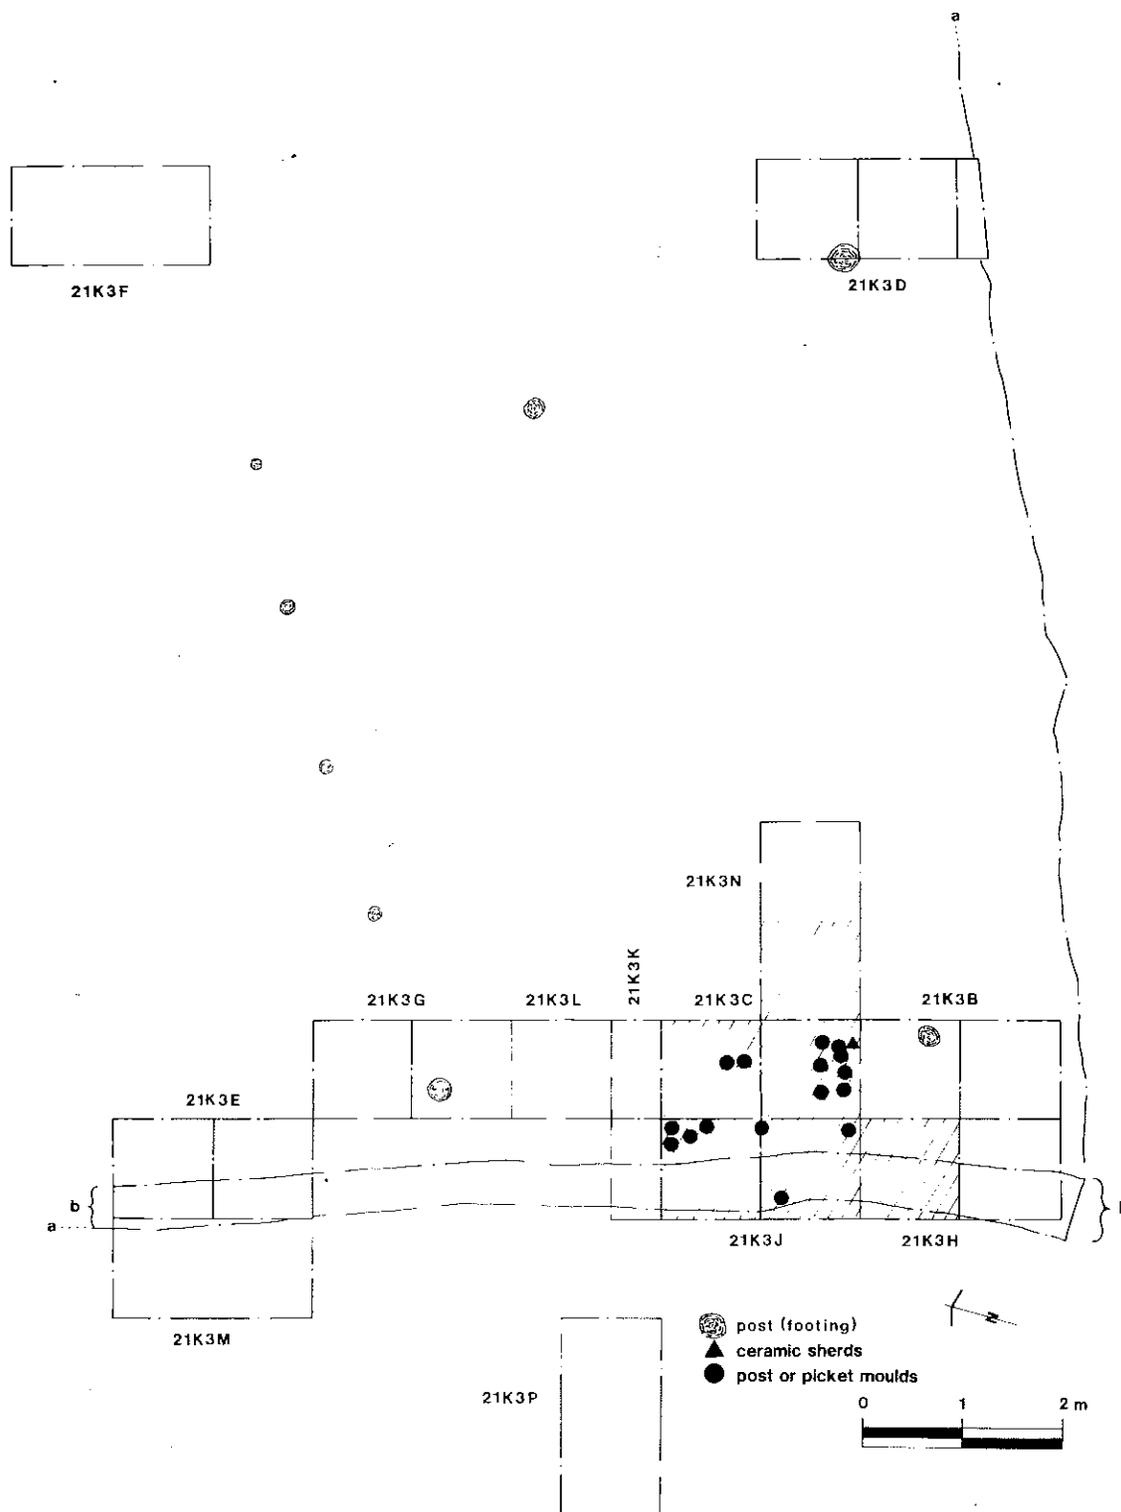 a
21K3F
21K3D
21K3N
21K3K
21K3G
21K3L
21K3C
21K3B
21K3E
b
a
21K3J
21K3H
21K3M
N
post (footing)
ceramic sherds
post or picket moulds
21K3P
0 1 2 m